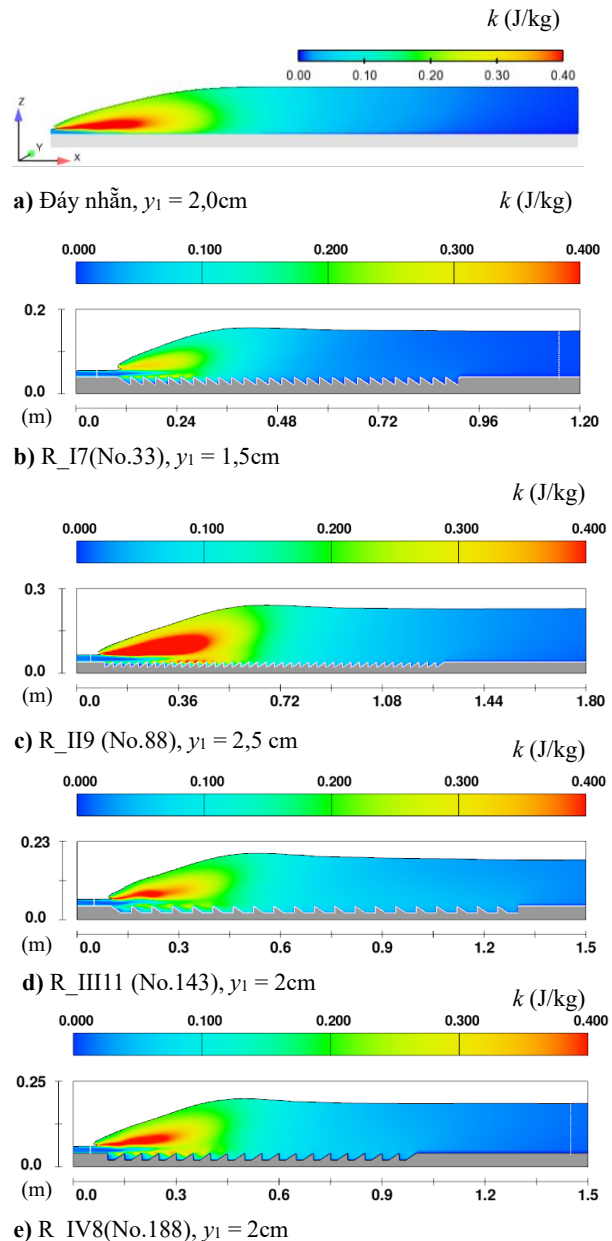 k (J/kg)
0.00 0.10 0.20 0.30 0.40
Z
Y
X
a) Đáy nhẵn, y1 = 2,0cm k (J/kg)
0.000 0.100 0.200 0.300 0.400
0.2
0.0
(m) 0.0 0.24 0.48 0.72 0.96 1.20
b) R_I7(No.33), y1 = 1,5cm
k (J/kg)
0.000 0.100 0.200 0.300 0.400
0.3
0.0
(m) 0.0 0.36 0.72 1.08 1.44 1.80
c) R_II9 (No.88), y1 = 2,5 cm
k (J/kg)
0.000 0.100 0.200 0.300 0.400
0.23
0.0
(m) 0.0 0.3 0.6 0.9 1.2 1.5
d) R_III11 (No.143), y1 = 2cm
k (J/kg)
0.000 0.100 0.200 0.300 0.400
0.25
0.0
(m) 0.0 0.3 0.6 0.9 1.2 1.5
e) R_IV8(No.188), y1 = 2cm